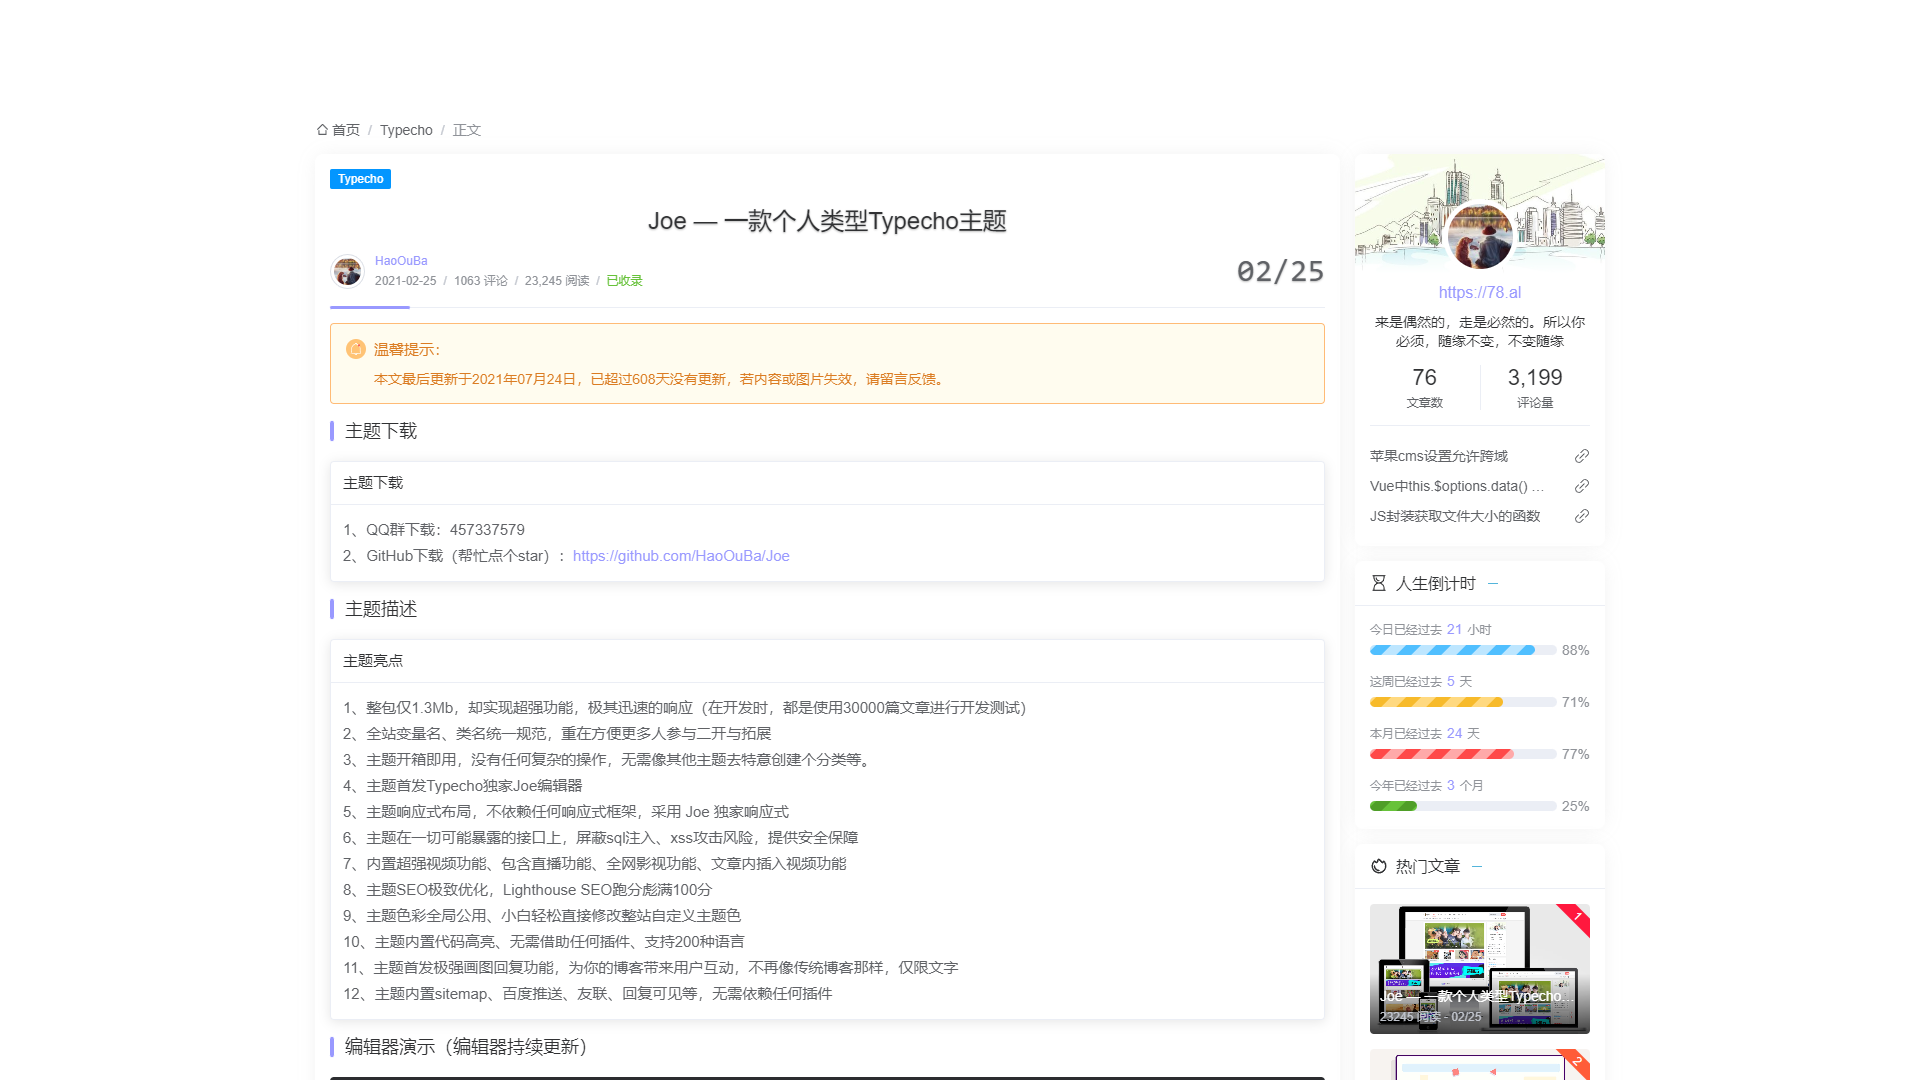 首页 / Typecho / 正文
Typecho
Joe — 一款个人类型Typecho主题
HaoOuBa
2021-02-25 / 1063 评论 / 23,245 阅读 / 已收录
02/25
温馨提示：
本文最后更新于2021年07月24日，已超过608天没有更新，若内容或图片失效，请留言反馈。
主题下载
主题下载
1、QQ群下载：457337579
2、GitHub下载（帮忙点个star）：https://github.com/HaoOuBa/Joe
主题描述
主题亮点
1、整包仅1.3Mb，却实现超强功能，极其迅速的响应（在开发时，都是使用30000篇文章进行开发测试）
2、全站变量名、类名统一规范，重在方便更多人参与二开与拓展
3、主题开箱即用，没有任何复杂的操作，无需像其他主题去特意创建个分类等。
4、主题首发Typecho独家Joe编辑器
5、主题响应式布局，不依赖任何响应式框架，采用 Joe 独家响应式
6、主题在一切可能暴露的接口上，屏蔽sql注入、xss攻击风险，提供安全保障
7、内置超强视频功能、包含直播功能、全网影视功能、文章内插入视频功能
8、主题SEO极致优化，Lighthouse SEO跑分彪满100分
9、主题色彩全局公用、小白轻松直接修改整站自定义主题色
10、主题内置代码高亮、无需借助任何插件、支持200种语言
11、主题首发极强画图回复功能，为你的博客带来用户互动，不再像传统博客那样，仅限文字
12、主题内置sitemap、百度推送、友联、回复可见等，无需依赖任何插件
编辑器演示（编辑器持续更新）
https://78.al
来是偶然的，走是必然的。所以你
必须，随缘不变，不变随缘
76
文章数
3,199
评论量
苹果cms设置允许跨域
Vue中this.$options.data() ...
JS封装获取文件大小的函数
人生倒计时
今日已经过去 21 小时
88%
这周已经过去 5 天
71%
本月已经过去 24 天
77%
今年已经过去 3 个月
25%
热门文章
1
Joe — 一款个人类型Typecho...
23245 阅读 - 02/25
2